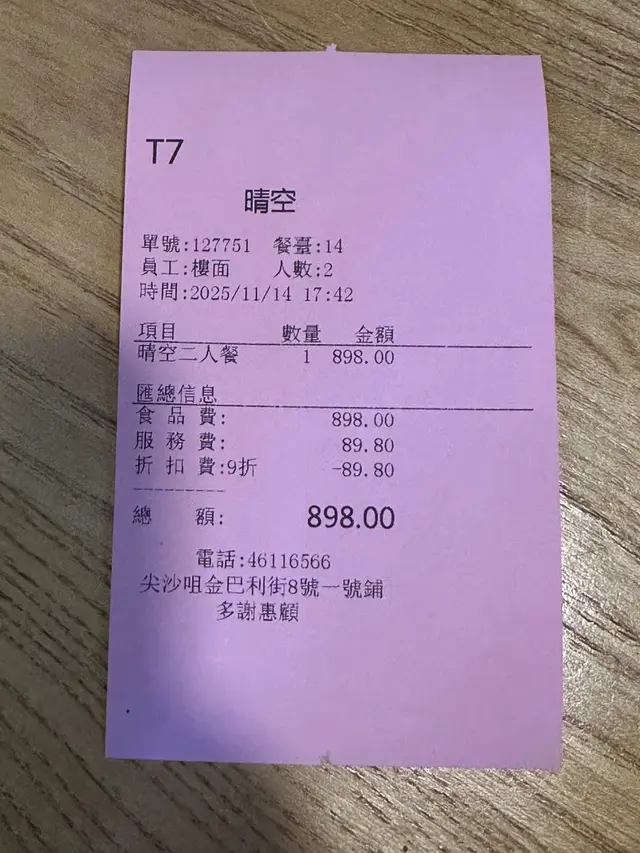 T7
晴空
單號:127751 餐臺:14
員工:樓面 人數:2
時間:2025/11/14 17:42
項目 數量 金額
晴空二人餐 1 898.00
匯總信息
食品費: 898.00
服務費: 89.80
折扣費:9折 -89.80
----------
總 額: 898.00
電話:46116566
尖沙咀金巴利街8號一號鋪
多謝惠顧